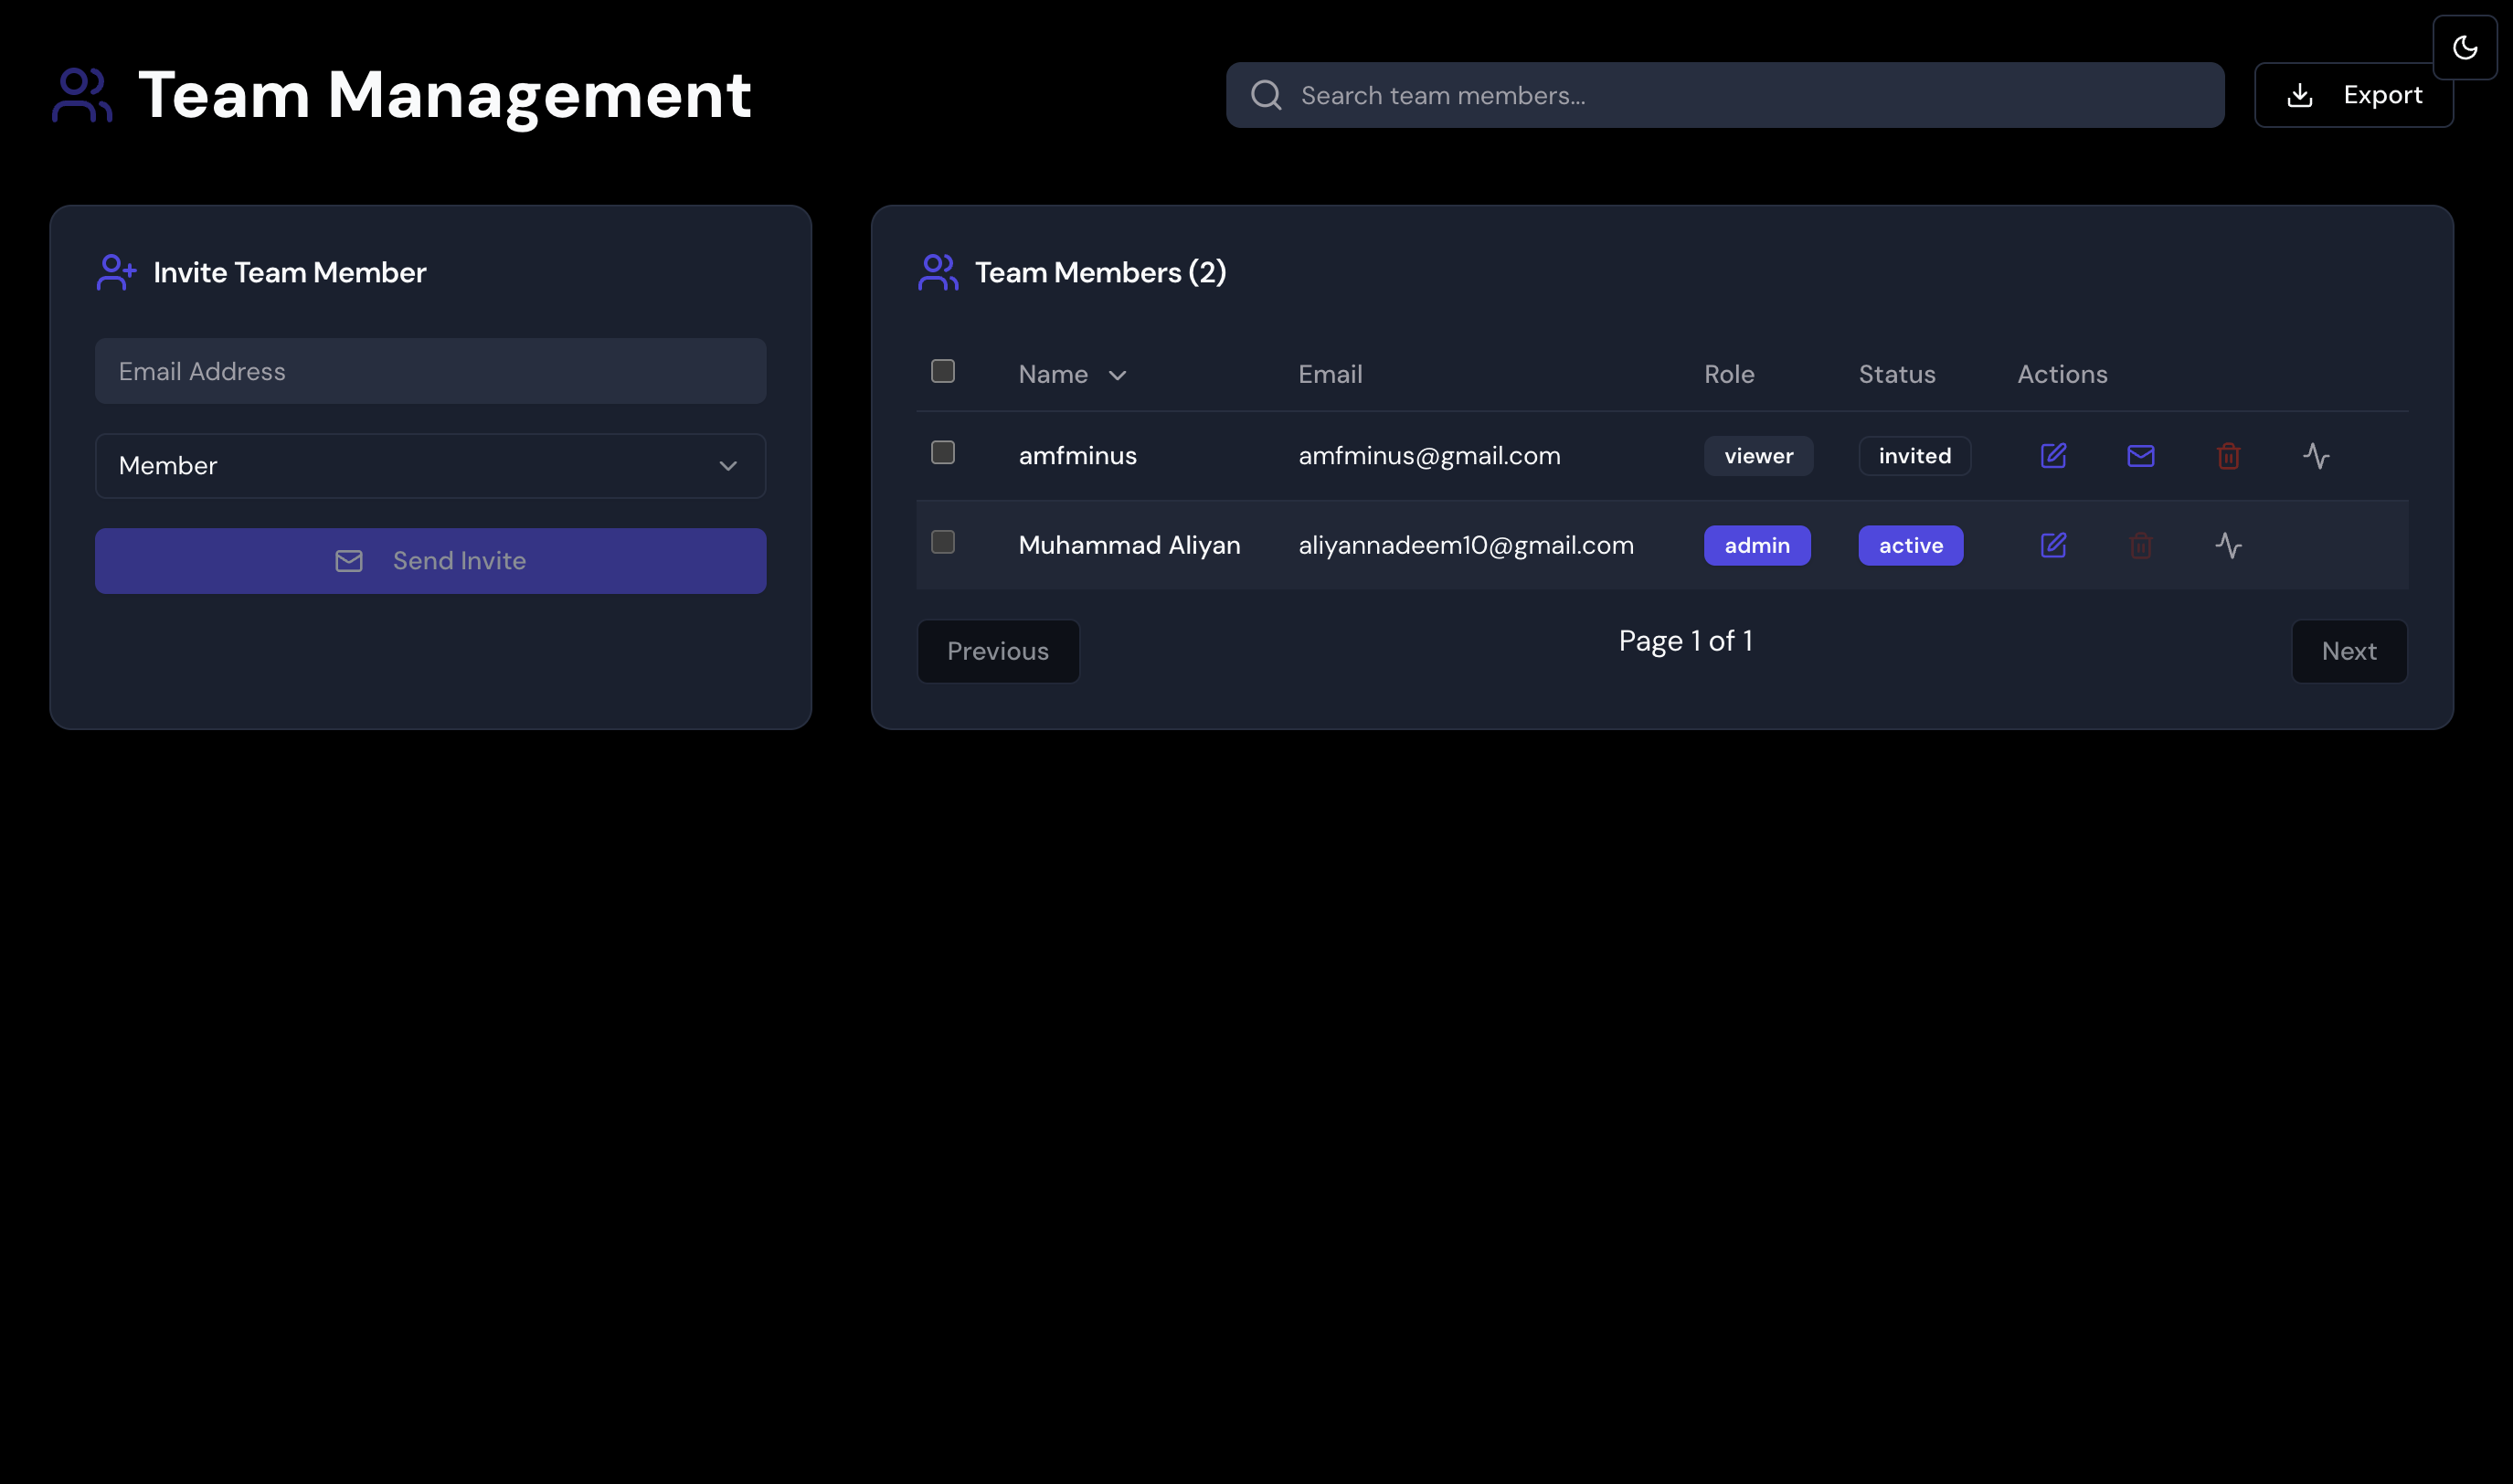 Team Management
Search team members...
Export
Invite Team Member
Email Address
Member
Send Invite
Team Members (2)
Name Email Role Status Actions
amfminus amfminus@gmail.com viewer invited
Muhammad Aliyan aliyannadeem10@gmail.com admin active
Previous Page 1 of 1 Next